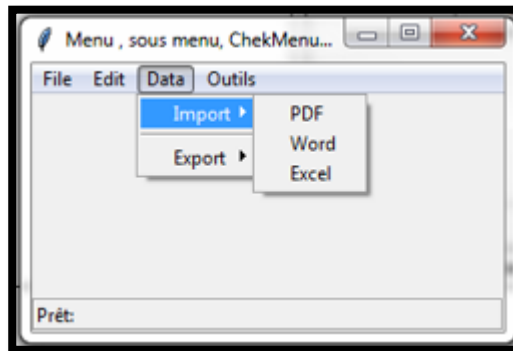 Menu , sous menu, ChekMenu...
File Edit Data Outils
Import PDF
Word
Export Excel
Prêt: